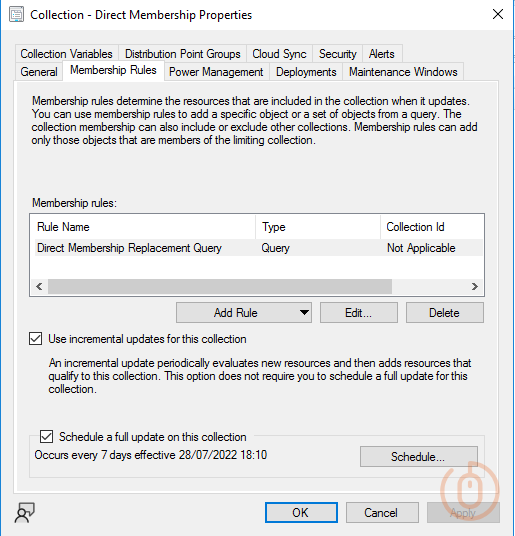 Collection - Direct Membership Properties
Collection Variables Distribution Point Groups Cloud Sync Security Alerts
General Membership Rules Power Management Deployments Maintenance Windows
Membership rules determine the resources that are included in the collection when it updates.
You can use membership rules to add a specific object or a set of objects from a query. The
collection membership can also include or exclude other collections. Membership rules can add
only those objects that are members of the limiting collection.
Membership rules:
Rule Name Type Collection Id
Direct Membership Replacement Query Query Not Applicable
Add Rule Edit... Delete
Use incremental updates for this collection
An incremental update periodically evaluates new resources and then adds resources that
qualify to this collection. This option does not require you to schedule a full update for this
collection.
Schedule a full update on this collection
Occurs every 7 days effective 28/07/2022 18:10
Schedule...
OK Cancel Apply